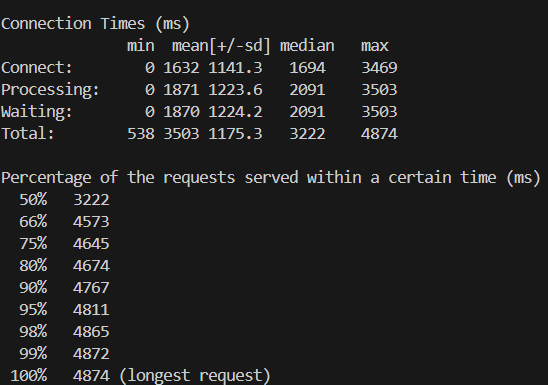 Connection Times (ms)
              min  mean[+/-sd] median   max
Connect:        0 1632 1141.3   1694    3469
Processing:     0 1871 1223.6   2091    3503
Waiting:        0 1870 1224.2   2091    3503
Total:        538 3503 1175.3   3222    4874
Percentage of the requests served within a certain time (ms)
  50%   3222
  66%   4573
  75%   4645
  80%   4674
  90%   4767
  95%   4811
  98%   4865
  99%   4872
 100%   4874 (longest request)